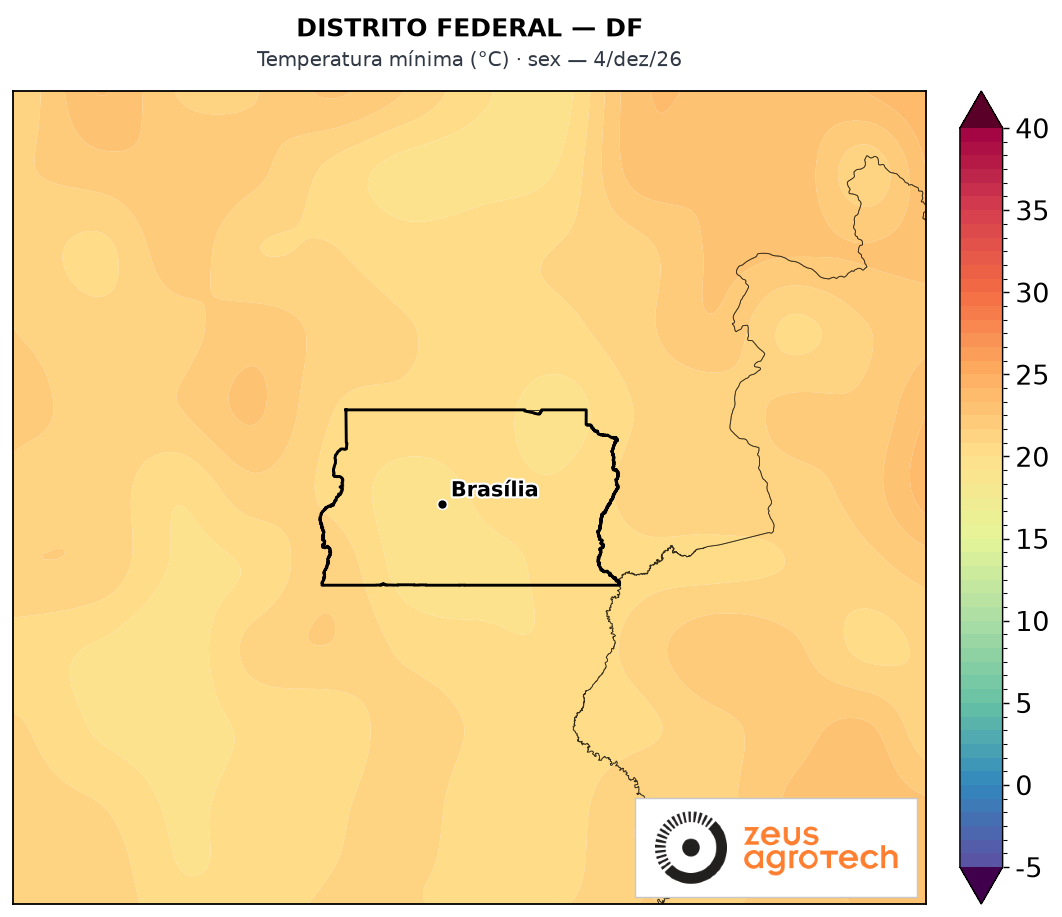 DISTRITO FEDERAL — DF
Temperatura mínima (°C) · sex — 4/dez/26
40
35
30
25
20
15
10
5
0
-5
Brasília
zeus
agrotech